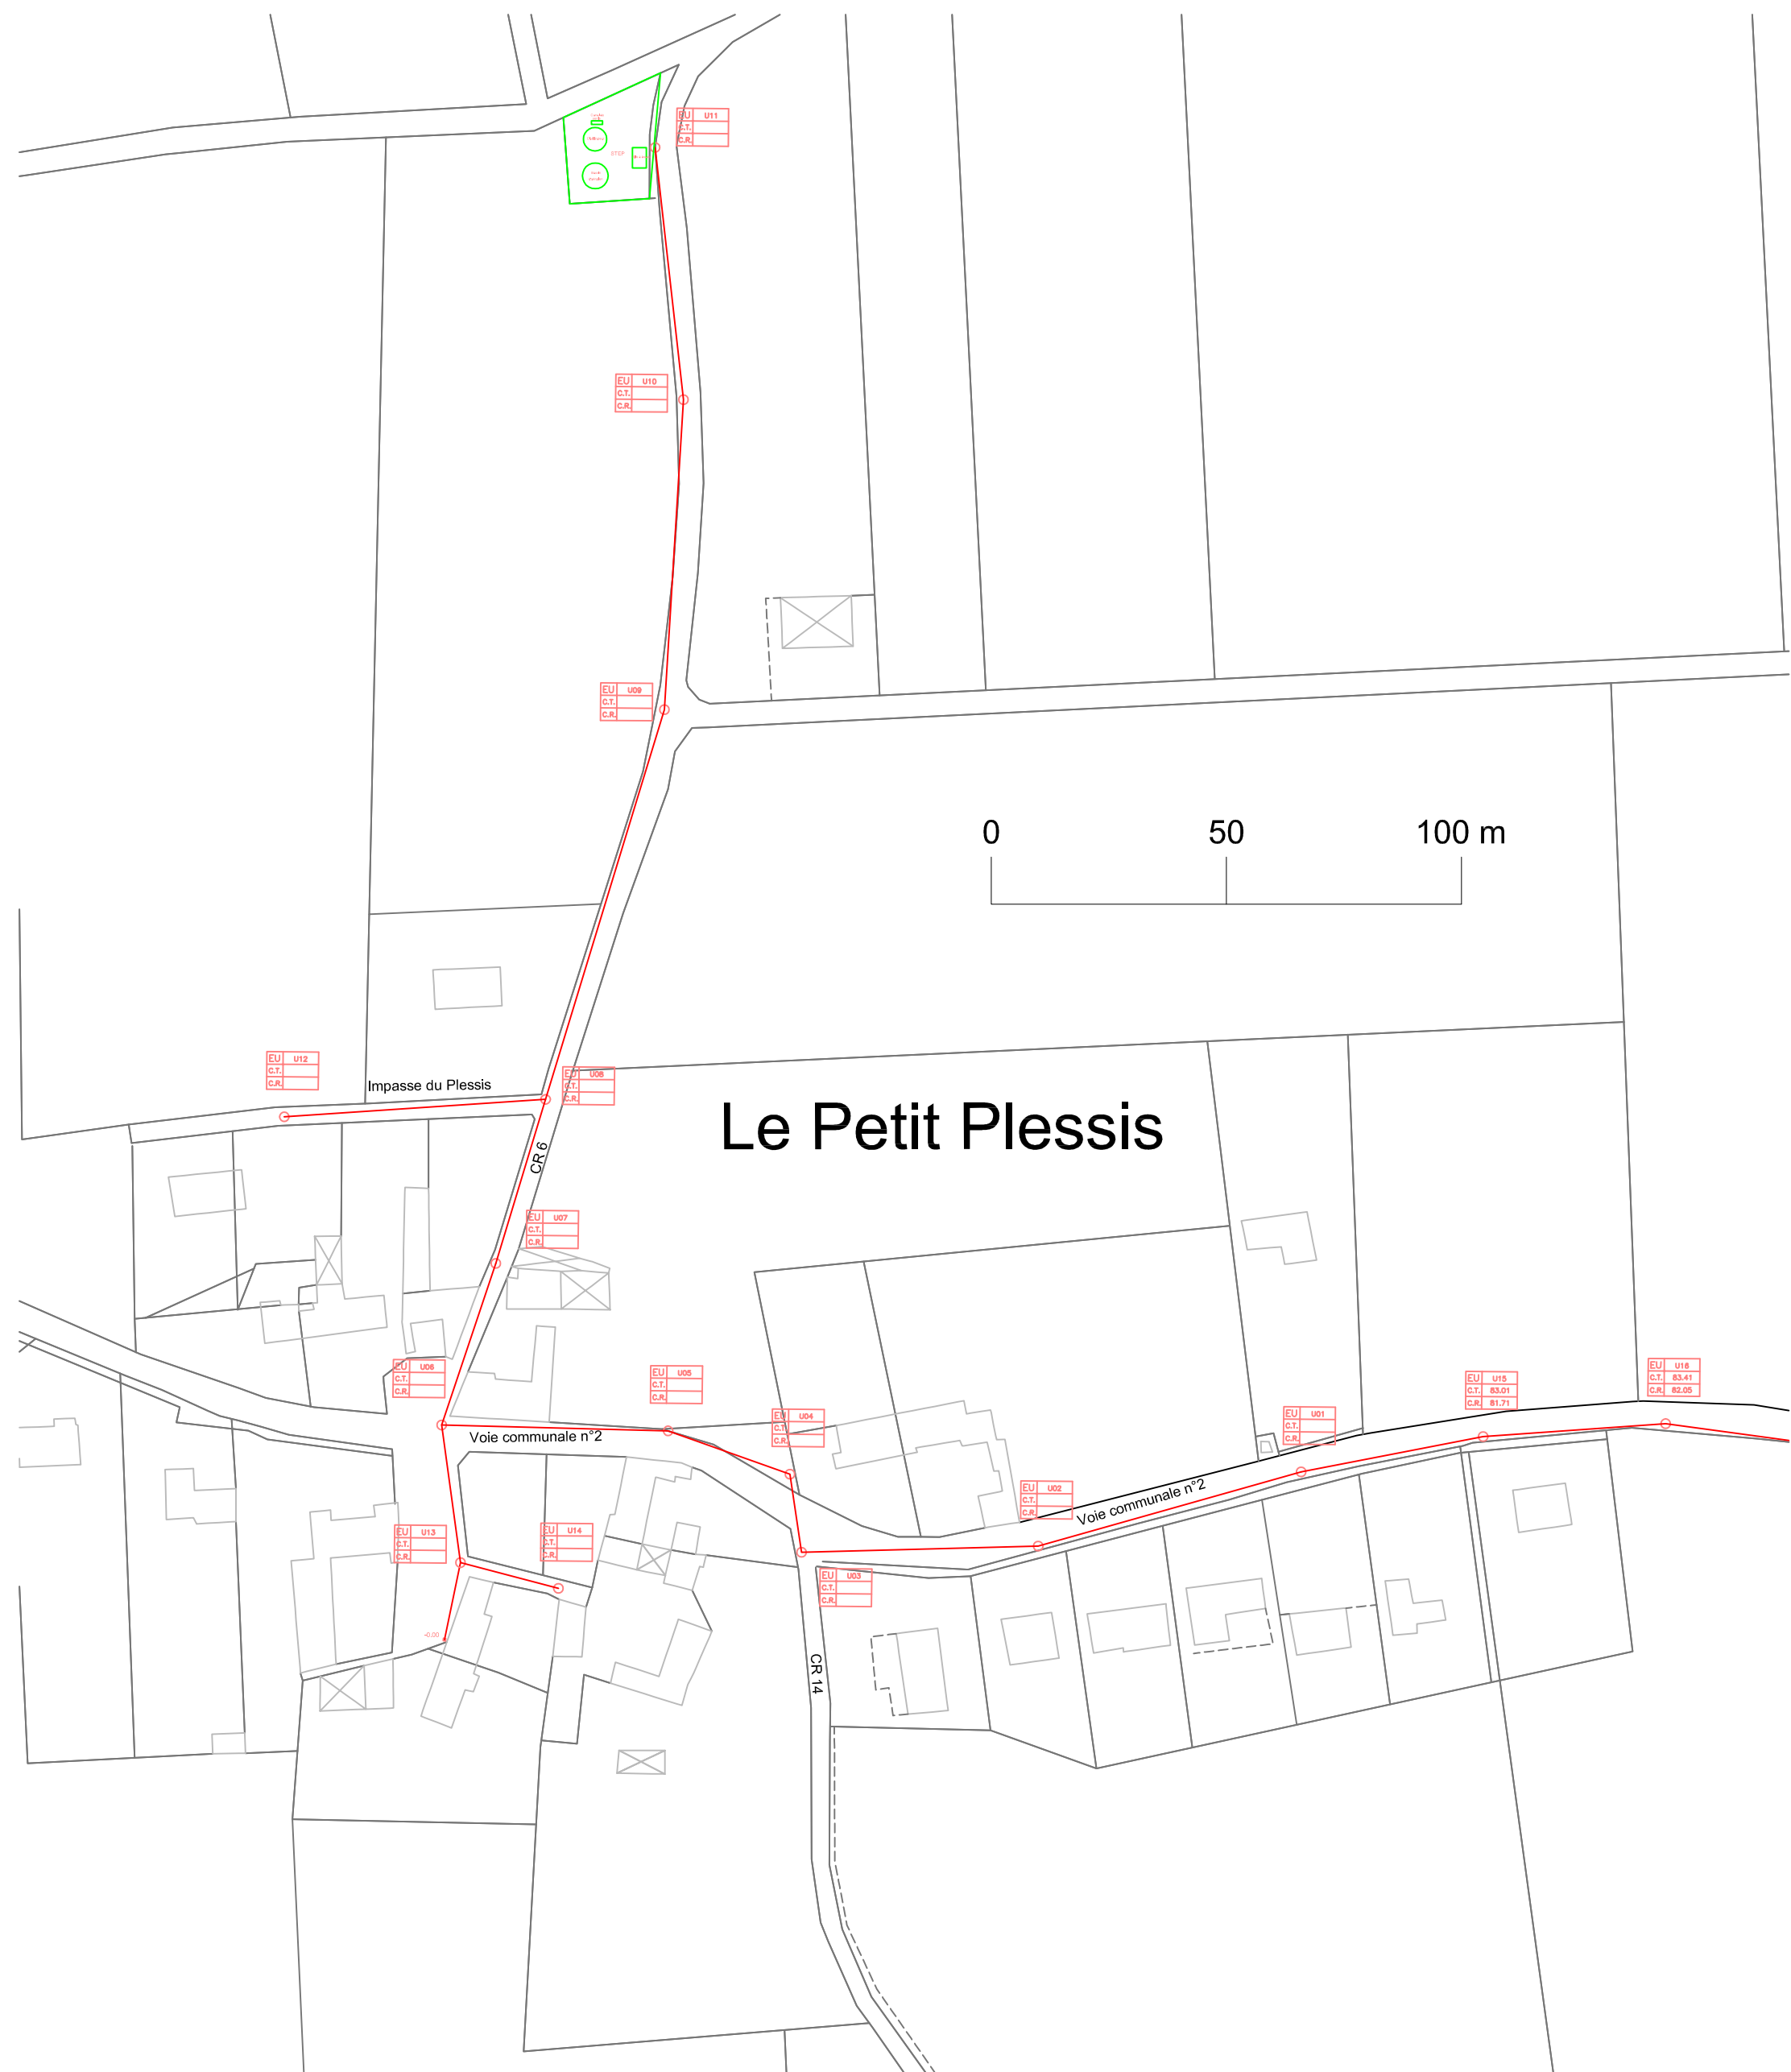 EU U11
C.T.
C.R.
STEP
EU U10
C.T.
C.R.
EU U09
C.T.
C.R.
0 50 100 m
EU U12
C.T.
C.R.
Impasse du Plessis
EU U08
C.T.
C.R.
Le Petit Plessis
CR 6
EU U07
C.T.
C.R.
EU U06
C.T.
C.R.
EU U05
C.T.
C.R.
EU U04
C.T.
C.R.
Voie communale n°2
EU U16
C.T. 83.41
C.R. 82.05
EU U15
C.T. 83.01
C.R. 81.71
EU U01
C.T.
C.R.
EU U02
C.T.
C.R.
Voie communale n°2
EU U13
C.T.
C.R.
EU U14
C.T.
C.R.
EU U03
C.T.
C.R.
-0.00
CR 14